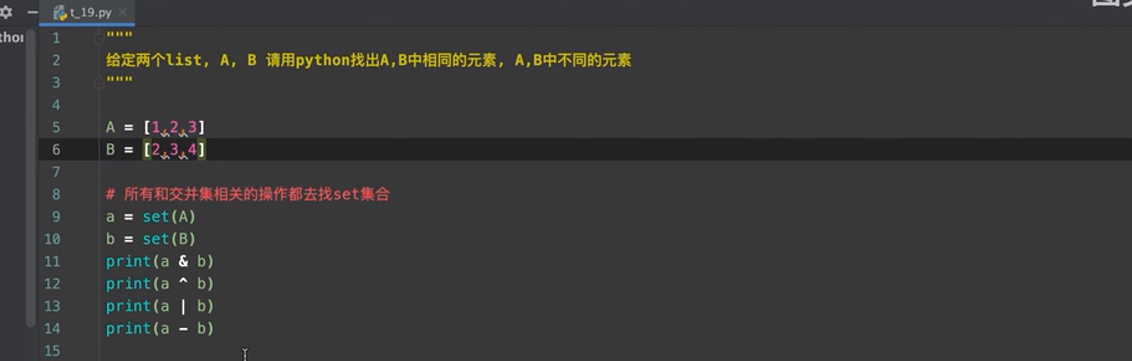 t_19.py
thor
1 """
2 给定两个list, A, B 请用python找出A,B中相同的元素, A,B中不同的元素
3 """
4
5 A = [1,2,3]
6 B = [2,3,4]
7
8 # 所有和交并集相关的操作都去找set集合
9 a = set(A)
10 b = set(B)
11 print(a & b)
12 print(a ^ b)
13 print(a | b)
14 print(a - b)
15